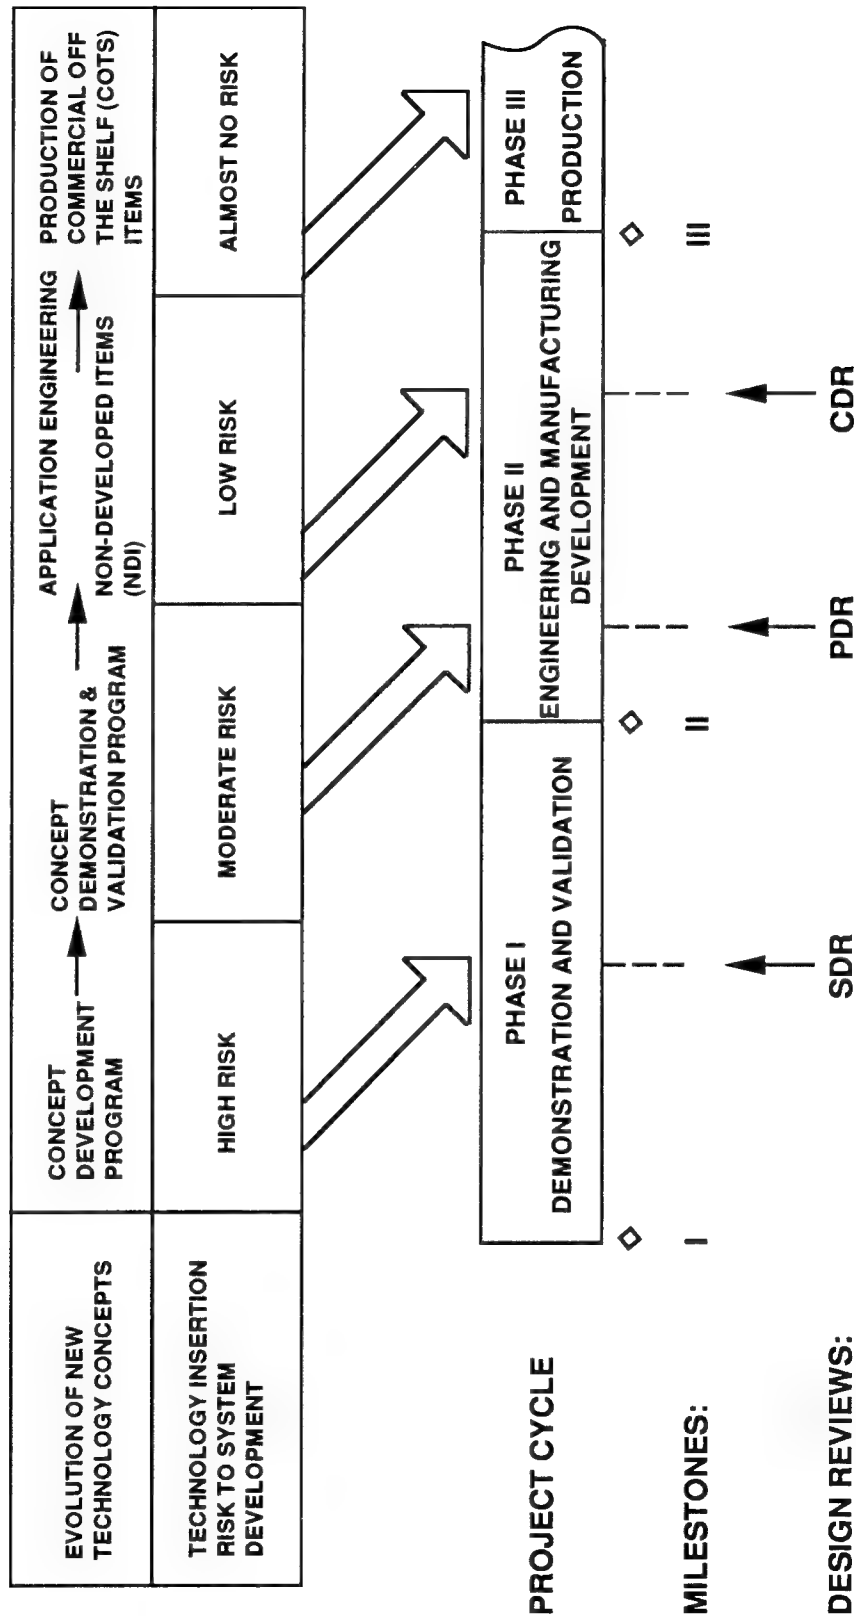 EVOLUTION OF NEW
TECHNOLOGY CONCEPTS
CONCEPT
DEVELOPMENT
PROGRAM
CONCEPT
DEMONSTRATION &
VALIDATION PROGRAM
APPLICATION ENGINEERING
NON-DEVELOPED ITEMS
(NDI)
PRODUCTION OF
COMMERCIAL OFF
THE SHELF (COTS)
ITEMS
TECHNOLOGY INSERTION
RISK TO SYSTEM
DEVELOPMENT
HIGH RISK
MODERATE RISK
LOW RISK
ALMOST NO RISK
PROJECT CYCLE
PHASE I
DEMONSTRATION AND VALIDATION
PHASE II
ENGINEERING AND MANUFACTURING
DEVELOPMENT
PHASE III
PRODUCTION
MILESTONES:
I
II
III
DESIGN REVIEWS:
SDR
PDR
CDR